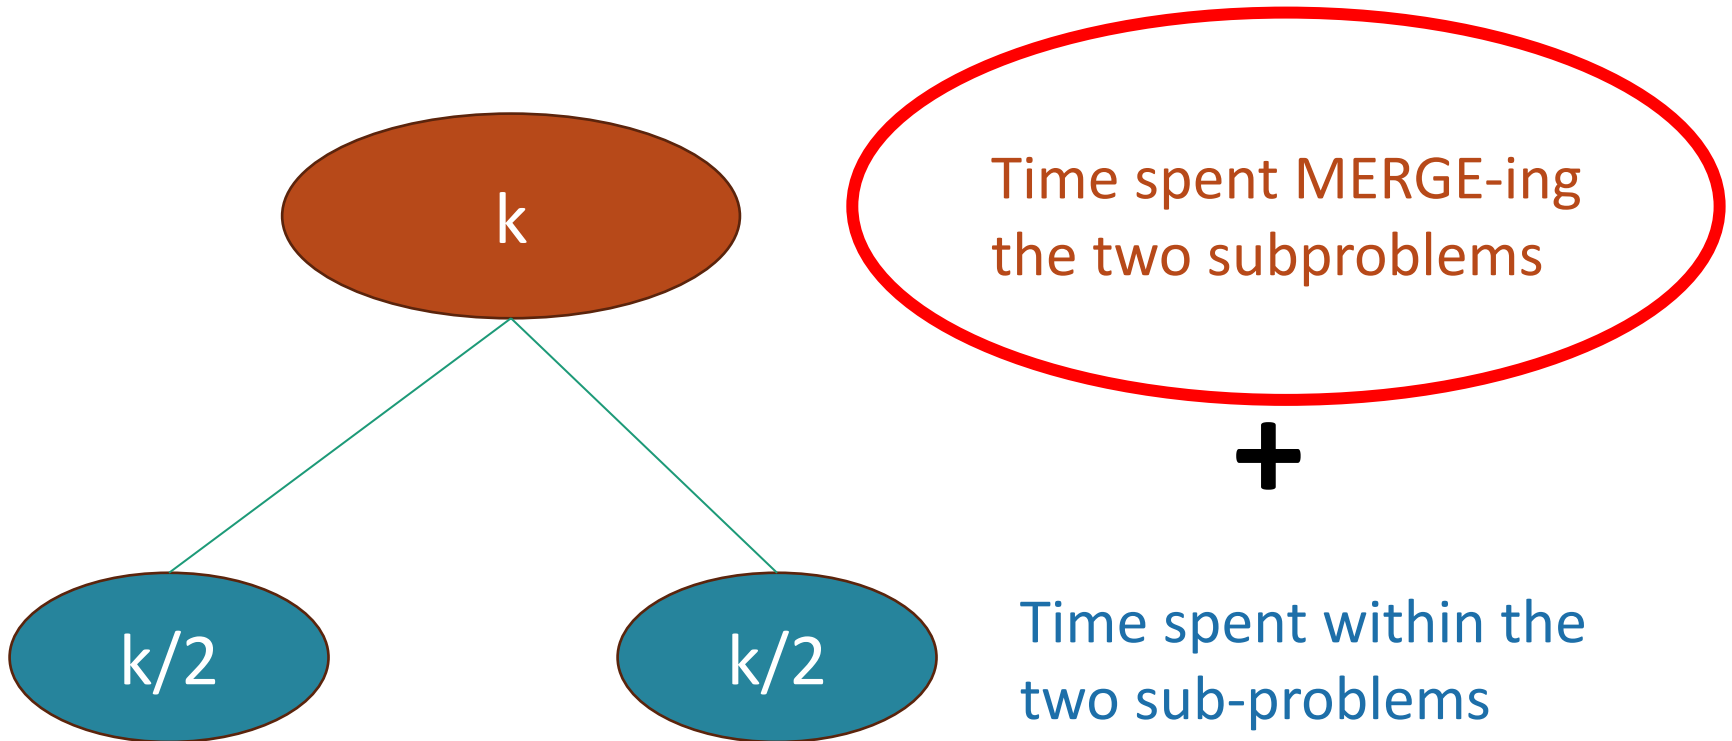 k
Time spent MERGE-ing
the two subproblems
+
k/2
k/2
Time spent within the
two sub-problems